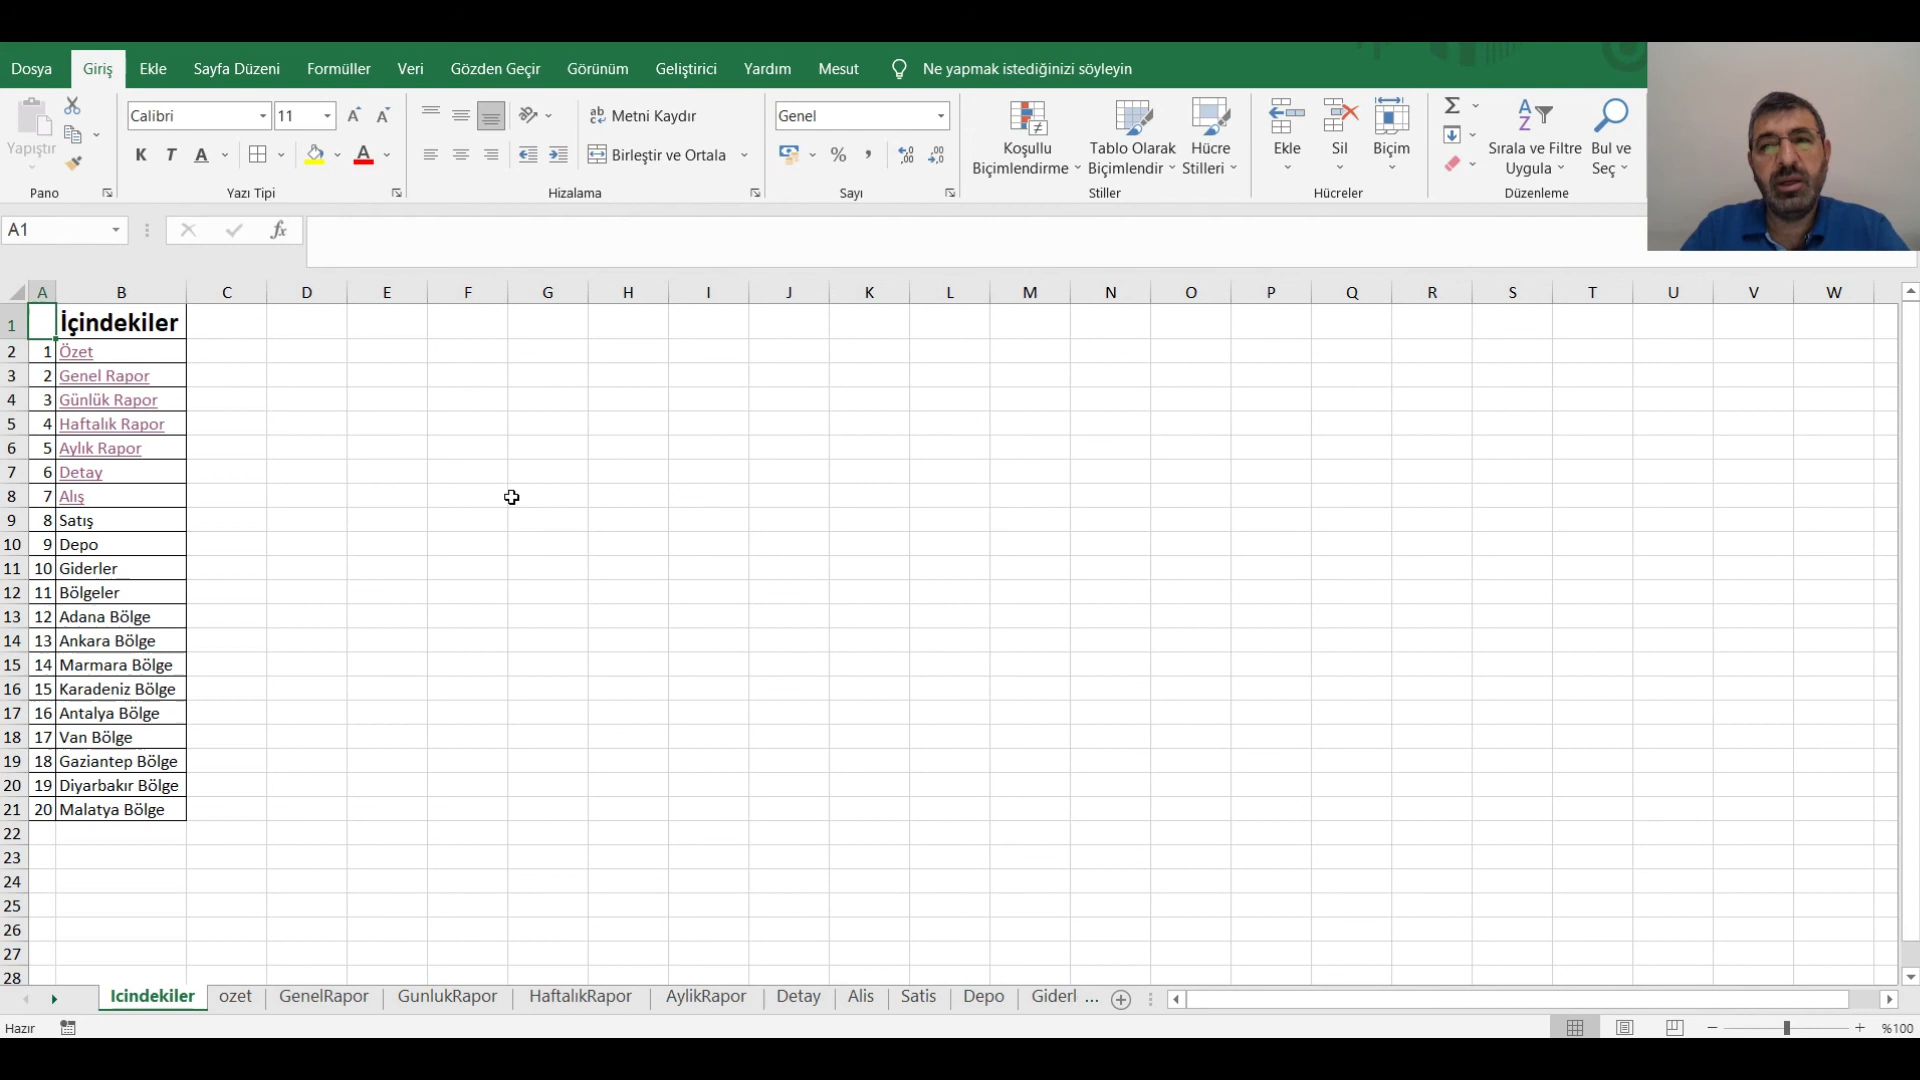 Dosya Giriş Ekle Sayfa Düzeni Formüller Veri Gözden Geçir Görünüm Geliştirici Yardım Mesut Ne yapmak istediğinizi söyleyin
Calibri 11 Metni Kaydır Genel
Yapıştır K T A A Birleştir ve Ortala %
Koşullu Biçimlendirme Tablo Olarak Biçimlendir Hücre Stilleri Ekle Sil Biçim Sırala ve Filtre Uygula Bul ve Seç
Pano Yazı Tipi Hizalama Sayı Stiller Hücreler Düzenleme
A1 fx
A B C D E F G H I J K L M N O P Q R S T U V W
1 İçindekiler
2 1 Özet
3 2 Genel Rapor
4 3 Günlük Rapor
5 4 Haftalık Rapor
6 5 Aylık Rapor
7 6 Detay
8 7 Alış
9 8 Satış
10 9 Depo
11 10 Giderler
12 11 Bölgeler
13 12 Adana Bölge
14 13 Ankara Bölge
15 14 Marmara Bölge
16 15 Karadeniz Bölge
17 16 Antalya Bölge
18 17 Van Bölge
19 18 Gaziantep Bölge
20 19 Diyarbakır Bölge
21 20 Malatya Bölge
22
23
24
25
26
27
28
Icindekiler ozet GenelRapor GunlukRapor HaftalıkRapor AylikRapor Detay Alis Satis Depo Giderl ...
Hazır %100